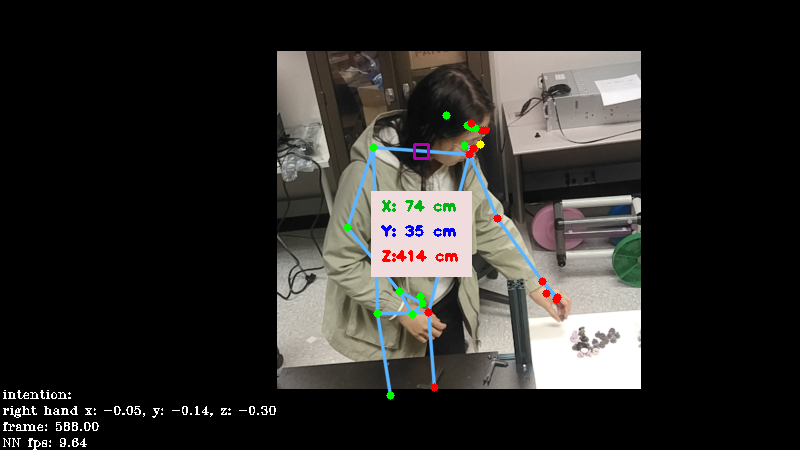 X: 74 cm
Y: 35 cm
Z:414 cm
intention:
right hand x: −0.05, y: −0.14, z: −0.30
frame: 588.00
NN fps: 9.64